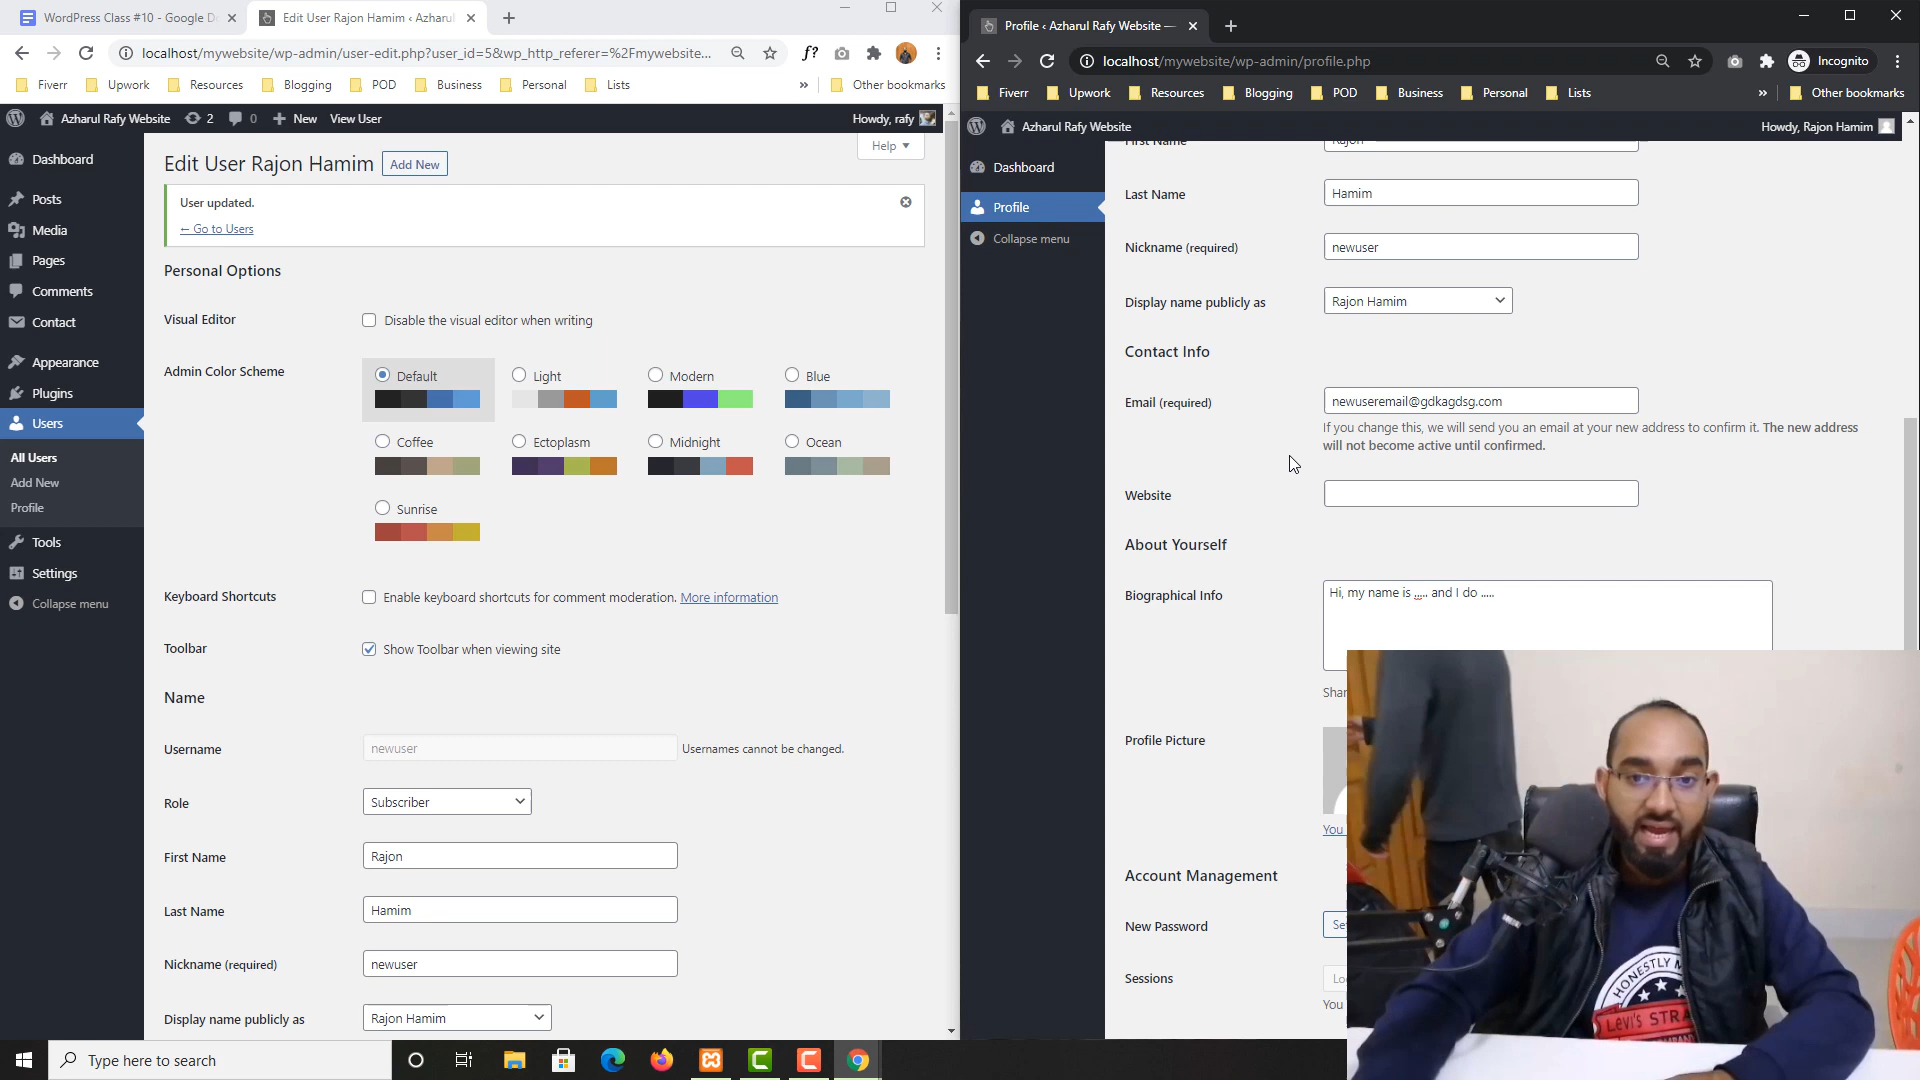 WordPress Class #10 - Google D
Edit User Rajon Hamim ‹ Azharul
localhost/mywebsite/wp-admin/user-edit.php?user_id=5&wp_http_referer=%2Fmywebsite...
f?
Fiverr
Upwork
Resources
Blogging
POD
Business
Personal
Lists
»
Other bookmarks
Azharul Rafy Website
2
0
New
View User
Howdy, rafy
Dashboard
Posts
Media
Pages
Comments
Contact
Appearance
Plugins
Users
All Users
Add New
Profile
Tools
Settings
Collapse menu
Help
Edit User Rajon Hamim
Add New
User updated.
← Go to Users
Personal Options
Visual Editor
Disable the visual editor when writing
Admin Color Scheme
Default
Light
Modern
Blue
Coffee
Ectoplasm
Midnight
Ocean
Sunrise
Keyboard Shortcuts
Enable keyboard shortcuts for comment moderation. More information
Toolbar
Show Toolbar when viewing site
Name
Username
newuser
Usernames cannot be changed.
Role
Subscriber
First Name
Rajon
Last Name
Hamim
Nickname (required)
newuser
Display name publicly as
Rajon Hamim
Type here to search
Profile ‹ Azharul Rafy Website —
localhost/mywebsite/wp-admin/profile.php
Incognito
Fiverr
Upwork
Resources
Blogging
POD
Business
Personal
Lists
»
Other bookmarks
Azharul Rafy Website
Howdy, Rajon Hamim
Dashboard
Profile
Collapse menu
First Name
Rajon
Last Name
Hamim
Nickname (required)
newuser
Display name publicly as
Rajon Hamim
Contact Info
Email (required)
newuseremail@gdkagdsg.com
If you change this, we will send you an email at your new address to confirm it. The new address
will not become active until confirmed.
Website
About Yourself
Biographical Info
Hi, my name is ..... and I do .....
Profile Picture
You
Account Management
New Password
Sessions
You
HONESTLY
LEVI'S STRA